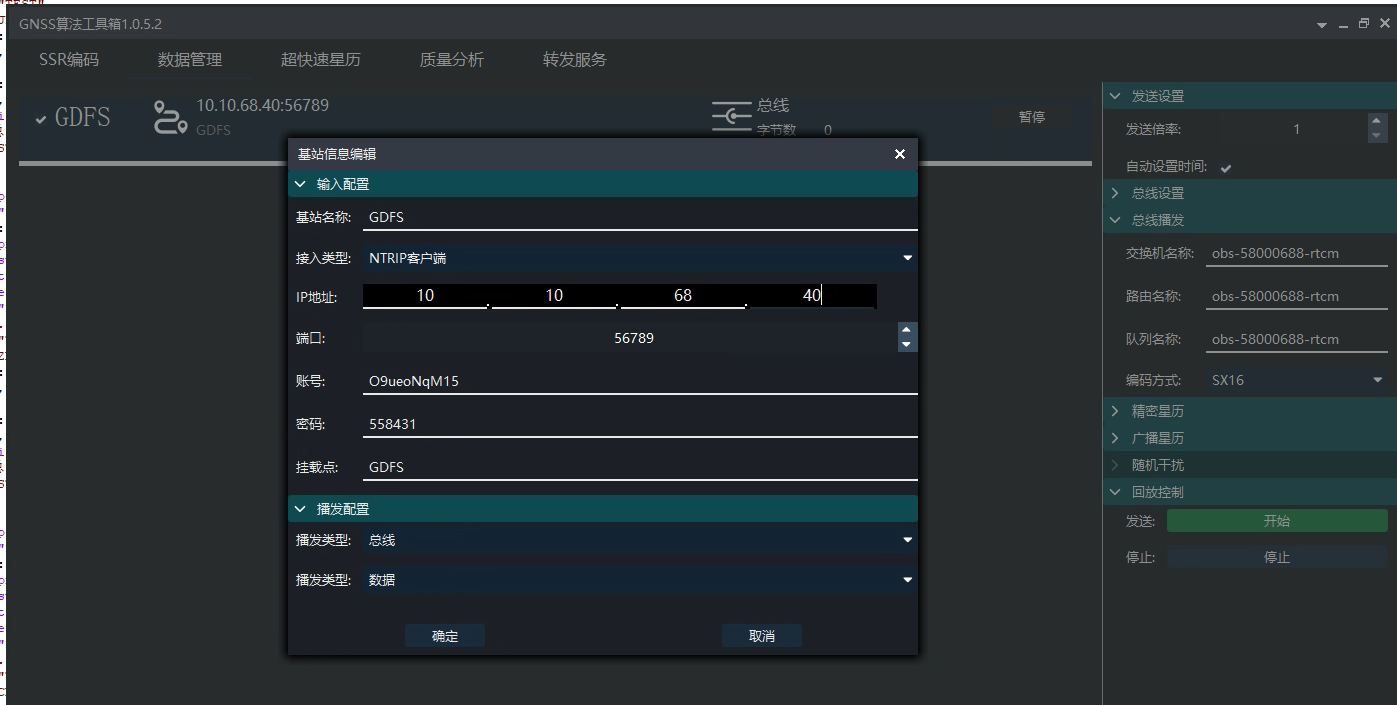 GNSS算法工具箱1.0.5.2
SSR编码 数据管理 超快速星历 质量分析 转发服务
GDFS
10.10.68.40:56789
GDFS
总线
字节数 0
暂停
基站信息编辑
输入配置
基站名称: GDFS
接入类型: NTRIP客户端
IP地址: 10 . 10 . 68 . 40
端口: 56789
账号: O9ueoNqM15
密码: 558431
挂载点: GDFS
播发配置
播发类型: 总线
播发类型: 数据
确定 取消
发送设置
发送倍率: 1
自动设置时间:
总线设置
总线播发
交换机名称: obs-58000688-rtcm
路由名称: obs-58000688-rtcm
队列名称: obs-58000688-rtcm
编码方式: SX16
精密星历
广播星历
随机干扰
回放控制
发送: 开始
停止: 停止